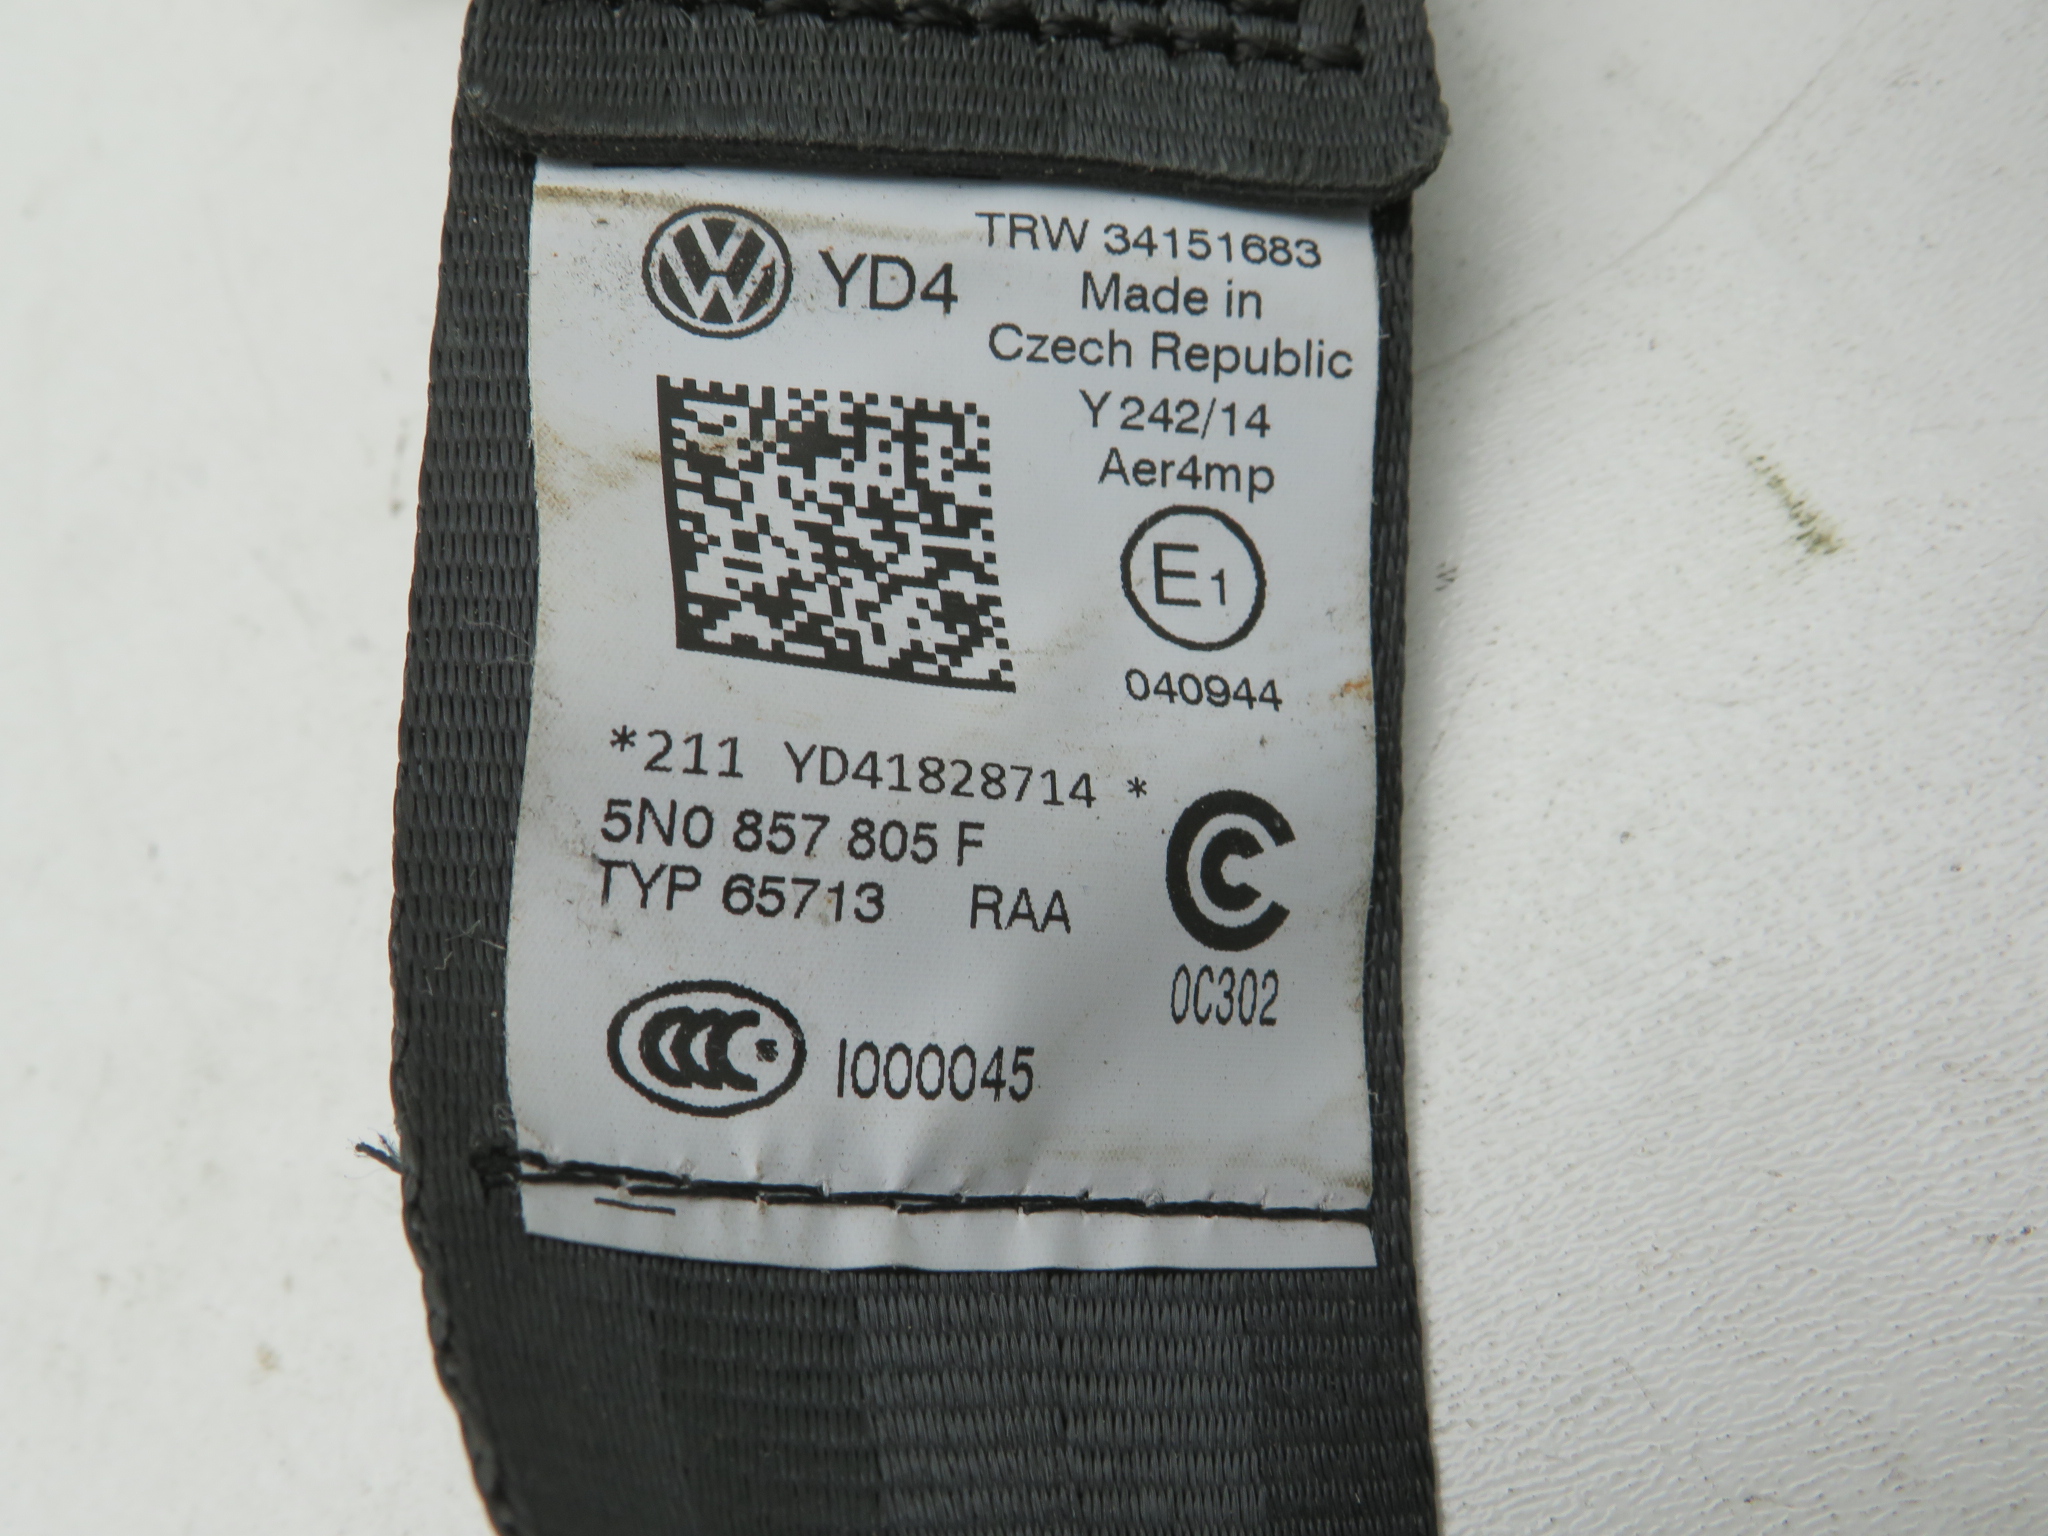 YD4
TRW 34151683
Made in
Czech Republic
Y 242/14
Aer4mp
E1
040944
*211 YD41828714 *
5N0 857 805 F
TYP 65713 RAA
0C302
CCC S
I000045